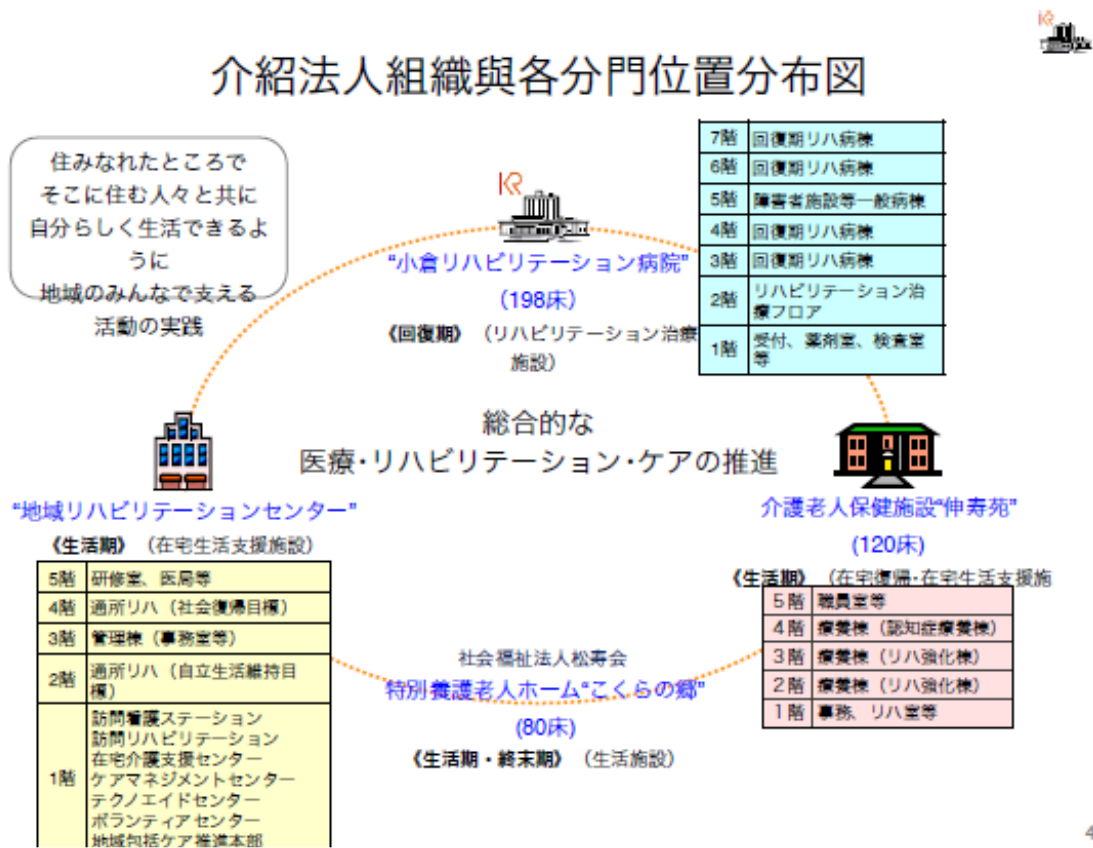 KR
介紹法人組織與各分門位置分布図
住みなれたところで
そこに住む人々と共に
自分らしく生活できるよ
うに
地域のみんなで支える
活動の実践
KR
“小倉リハビリテーション病院”
(198床)
《回復期》（リハビリテーション治療
施設）
7階 回復期リハ病棟
6階 回復期リハ病棟
5階 障害者施設等一般病棟
4階 回復期リハ病棟
3階 回復期リハ病棟
2階 リハビリテーション治
療フロア
1階 受付、薬剤室、検査室
等
総合的な
医療・リハビリテーション・ケアの推進
“地域リハビリテーションセンター”
《生活期》（在宅生活支援施設）
5階 研修室、医局等
4階 通所リハ（社会復帰目標）
3階 管理棟（事務室等）
2階 通所リハ（自立生活維持目
標）
1階 訪問看護ステーション
訪問リハビリテーション
在宅介護支援センター
ケアマネジメントセンター
テクノエイドセンター
ボランティアセンター
地域包括ケア推進本部
介護老人保健施設“伸寿苑”
(120床)
《生活期》（在宅復帰・在宅生活支援施
5階 職員室等
4階 療養棟（認知症療養棟）
3階 療養棟（リハ強化棟）
2階 療養棟（リハ強化棟）
1階 事務、リハ室等
社会福祉法人松寿会
特別養護老人ホーム“こくらの郷”
(80床)
《生活期・終末期》（生活施設）
4